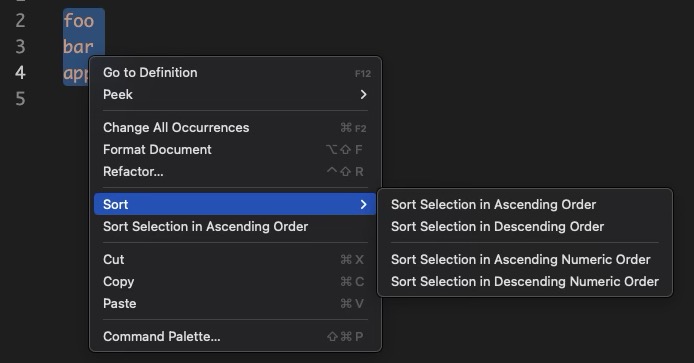 2 foo
3 bar
4 app
5
Go to Definition F12
Peek >
Change All Occurrences ⌘ F2
Format Document ⌥⇧ F
Refactor... ^⇧ R
Sort >
Sort Selection in Ascending Order
Cut ⌘ X
Copy ⌘ C
Paste ⌘ V
Command Palette... ⇧⌘ P
Sort Selection in Ascending Order
Sort Selection in Descending Order
Sort Selection in Ascending Numeric Order
Sort Selection in Descending Numeric Order